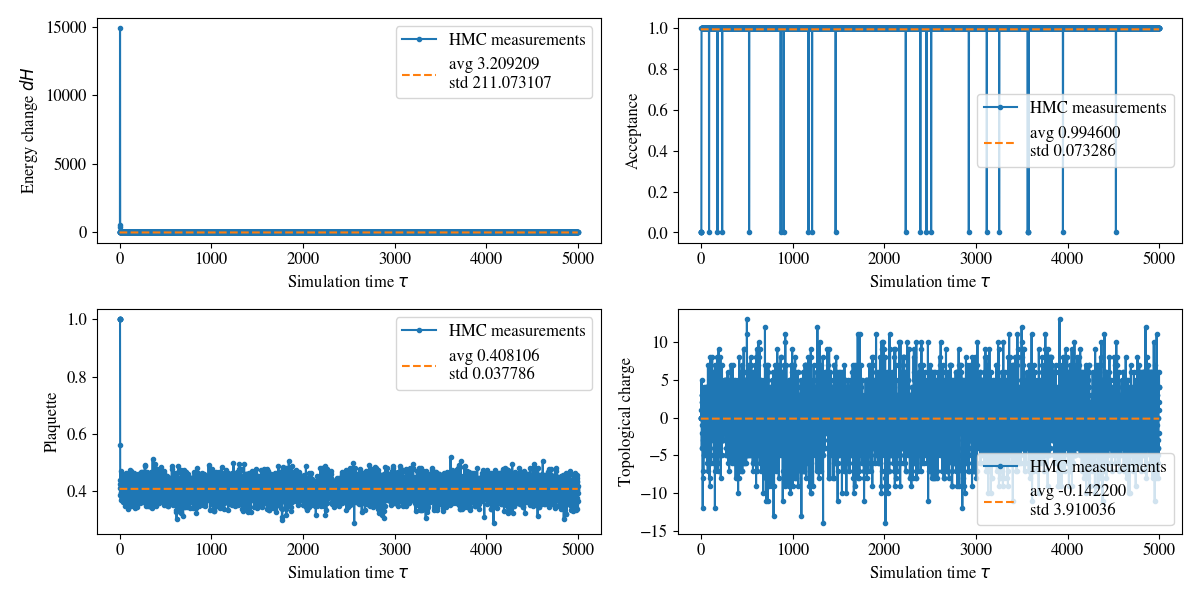 15000
10000
5000
0
Energy change dH
HMC measurements
avg 3.209209
std 211.073107
0 1000 2000 3000 4000 5000
Simulation time τ
1.0
0.8
0.6
0.4
0.2
0.0
Acceptance
HMC measurements
avg 0.994600
std 0.073286
0 1000 2000 3000 4000 5000
Simulation time τ
1.0
0.8
0.6
0.4
Plaquette
HMC measurements
avg 0.408106
std 0.037786
0 1000 2000 3000 4000 5000
Simulation time τ
10
5
0
−5
−10
−15
Topological charge
HMC measurements
avg -0.142200
std 3.910036
0 1000 2000 3000 4000 5000
Simulation time τ